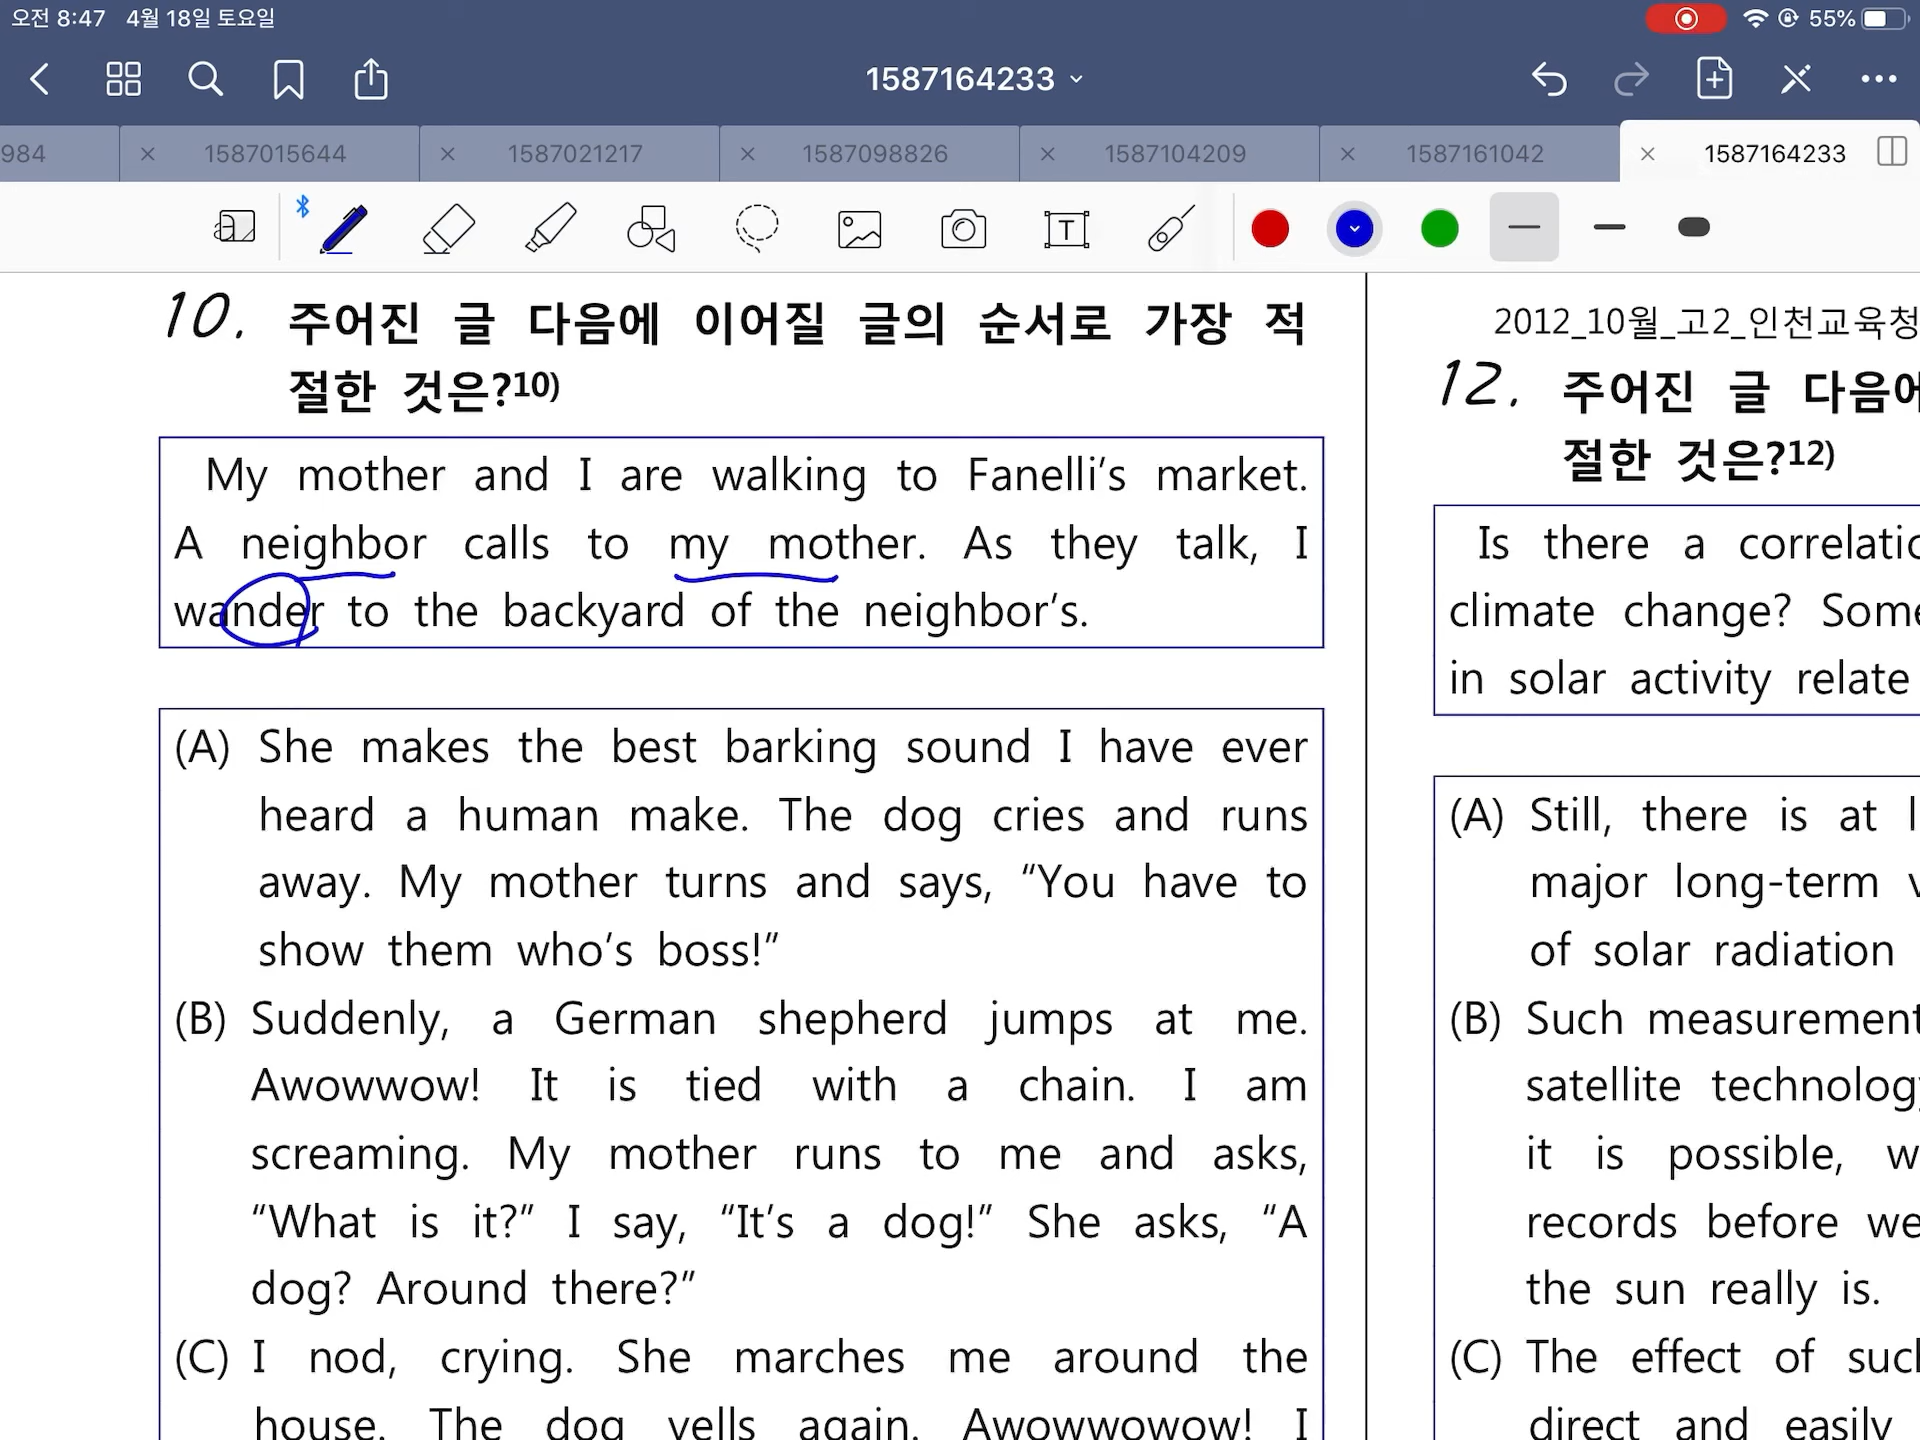 오전 8:47 4월 18일 토요일
55%
1587164233
984
1587015644
1587021217
1587098826
1587104209
1587161042
1587164233
10. 주어진 글 다음에 이어질 글의 순서로 가장 적
절한 것은?10)
My mother and I are walking to Fanelli's market.
A neighbor calls to my mother. As they talk, I
wander to the backyard of the neighbor's.
(A) She makes the best barking sound I have ever
heard a human make. The dog cries and runs
away. My mother turns and says, “You have to
show them who's boss!”
(B) Suddenly, a German shepherd jumps at me.
Awowwow! It is tied with a chain. I am
screaming. My mother runs to me and asks,
“What is it?” I say, “It's a dog!” She asks, “A
dog? Around there?”
(C) I nod, crying. She marches me around the
house. The dog yells again. Awowwowow! I
2012_10월_고2_인천교육청
12. 주어진 글 다음에
절한 것은?12)
Is there a correlatio
climate change? Some
in solar activity relate
(A) Still, there is at l
major long-term v
of solar radiation
(B) Such measurement
satellite technology
it is possible, w
records before we
the sun really is.
(C) The effect of such
direct and easily